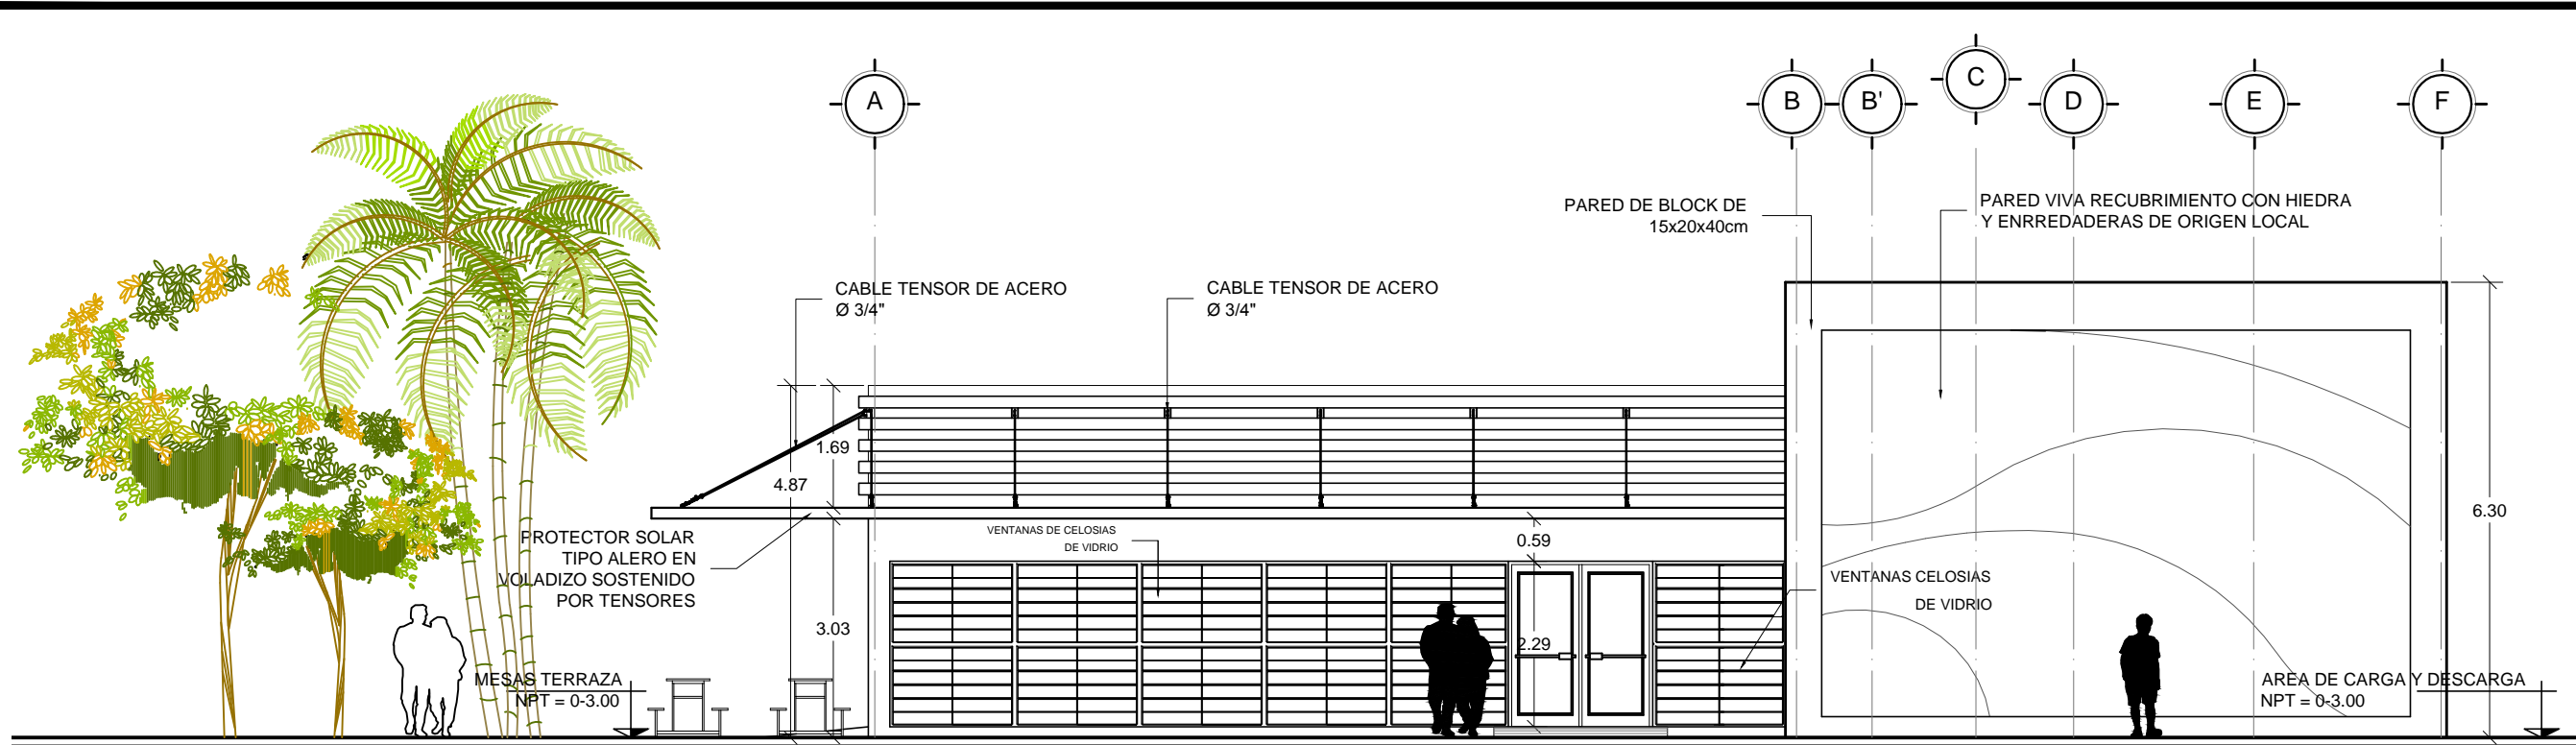 A
B
B'
C
D
E
F
PARED DE BLOCK DE
15x20x40cm
PARED VIVA RECUBRIMIENTO CON HIEDRA
Y ENRREDADERAS DE ORIGEN LOCAL
CABLE TENSOR DE ACERO
Ø 3/4"
CABLE TENSOR DE ACERO
Ø 3/4"
1.69
4.87
6.30
PROTECTOR SOLAR
TIPO ALERO EN
VOLADIZO SOSTENIDO
POR TENSORES
VENTANAS DE CELOSIAS
DE VIDRIO
0.59
VENTANAS CELOSIAS
DE VIDRIO
3.03
2.29
MESAS TERRAZA
NPT = 0-3.00
AREA DE CARGA Y DESCARGA
NPT = 0-3.00